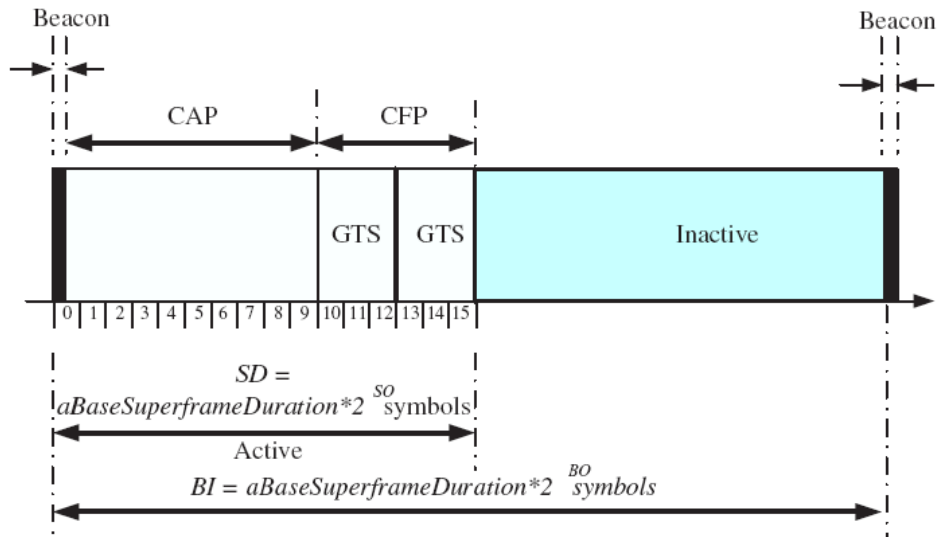 Beacon
Beacon
CAP
CFP
GTS
GTS
Inactive
0 1 2 3 4 5 6 7 8 9 10 11 12 13 14 15
SD =
aBaseSuperframeDuration*2 SO symbols
Active
BI = aBaseSuperframeDuration*2 BO symbols